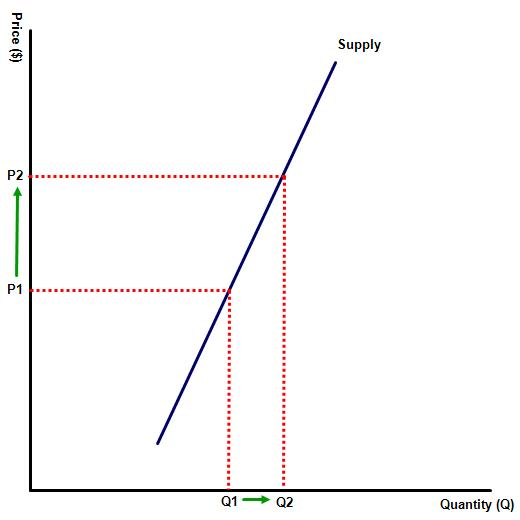 Price ($)
Supply
P2
P1
Q1
Q2
Quantity (Q)